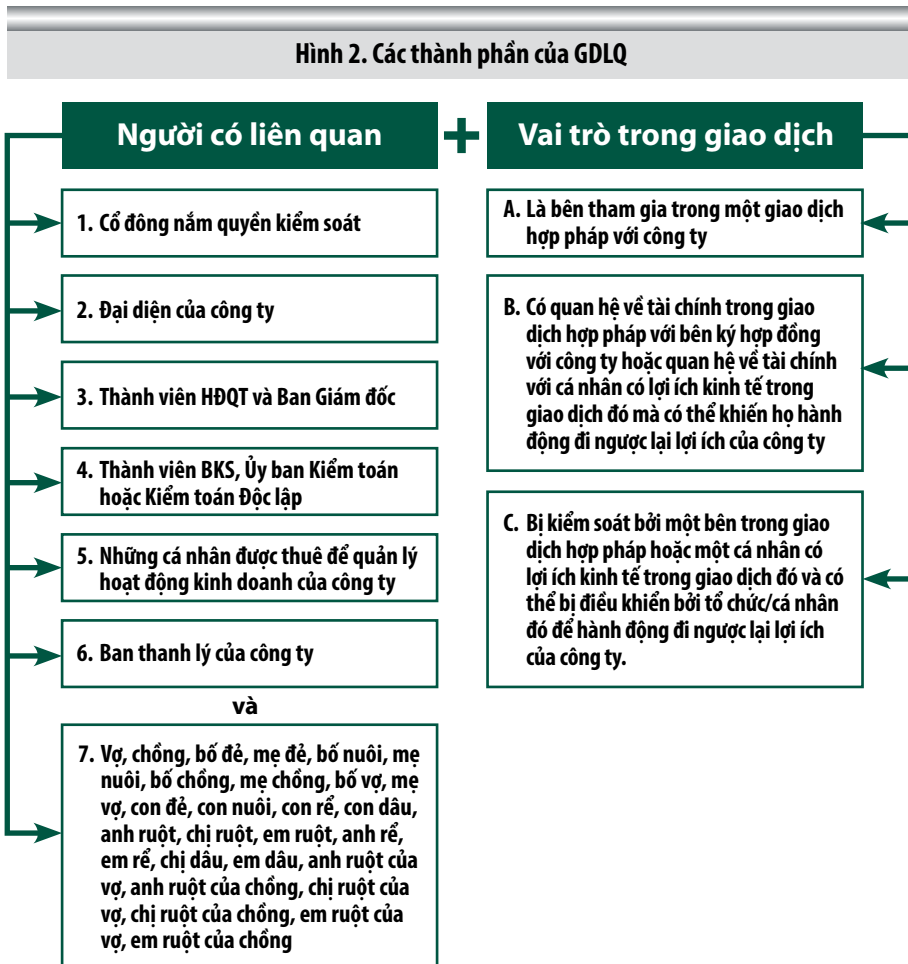 Hình 2. Các thành phần của GDLQ
Người có liên quan
1. Cổ đông nắm quyền kiểm soát
2. Đại diện của công ty
3. Thành viên HĐQT và Ban Giám đốc
4. Thành viên BKS, Ủy ban Kiểm toán
hoặc Kiểm toán Độc lập
5. Những cá nhân được thuê để quản lý
hoạt động kinh doanh của công ty
6. Ban thanh lý của công ty
và
7. Vợ, chồng, bố đẻ, mẹ đẻ, bố nuôi, mẹ
nuôi, bố chồng, mẹ chồng, bố vợ, mẹ
vợ, con đẻ, con nuôi, con rể, con dâu,
anh ruột, chị ruột, em ruột, anh rể,
em rể, chị dâu, em dâu, anh ruột của
vợ, anh ruột của chồng, chị ruột của
vợ, chị ruột của chồng, em ruột của
vợ, em ruột của chồng
+
Vai trò trong giao dịch
A. Là bên tham gia trong một giao dịch
hợp pháp với công ty
B. Có quan hệ về tài chính trong giao
dịch hợp pháp với bên ký hợp đồng
với công ty hoặc quan hệ về tài chính
với cá nhân có lợi ích kinh tế trong
giao dịch đó mà có thể khiến họ hành
động đi ngược lại lợi ích của công ty
C. Bị kiểm soát bởi một bên trong giao
dịch hợp pháp hoặc một cá nhân có
lợi ích kinh tế trong giao dịch đó và có
thể bị điều khiển bởi tổ chức/cá nhân
đó để hành động đi ngược lại lợi ích
của công ty.